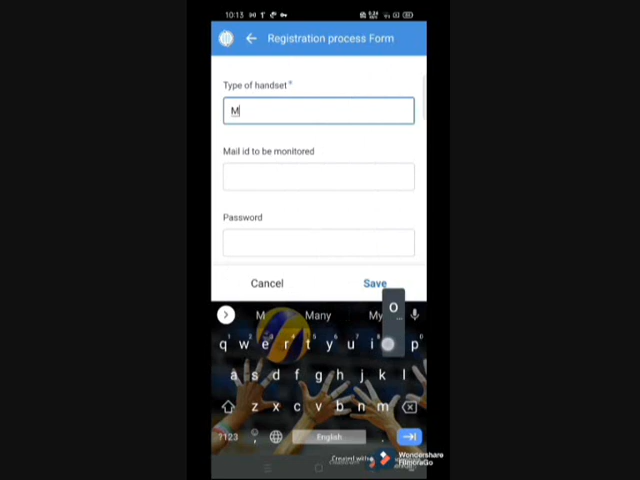 10:13
Registration process Form
Type of handset *
M
Mail id to be monitored
Password
Cancel Save
o
M Many My
q w e r t y u i p
a s d f g h j k l
z x c v b n m
?123 , English .
Created with
Wondershare
FilmoraGo